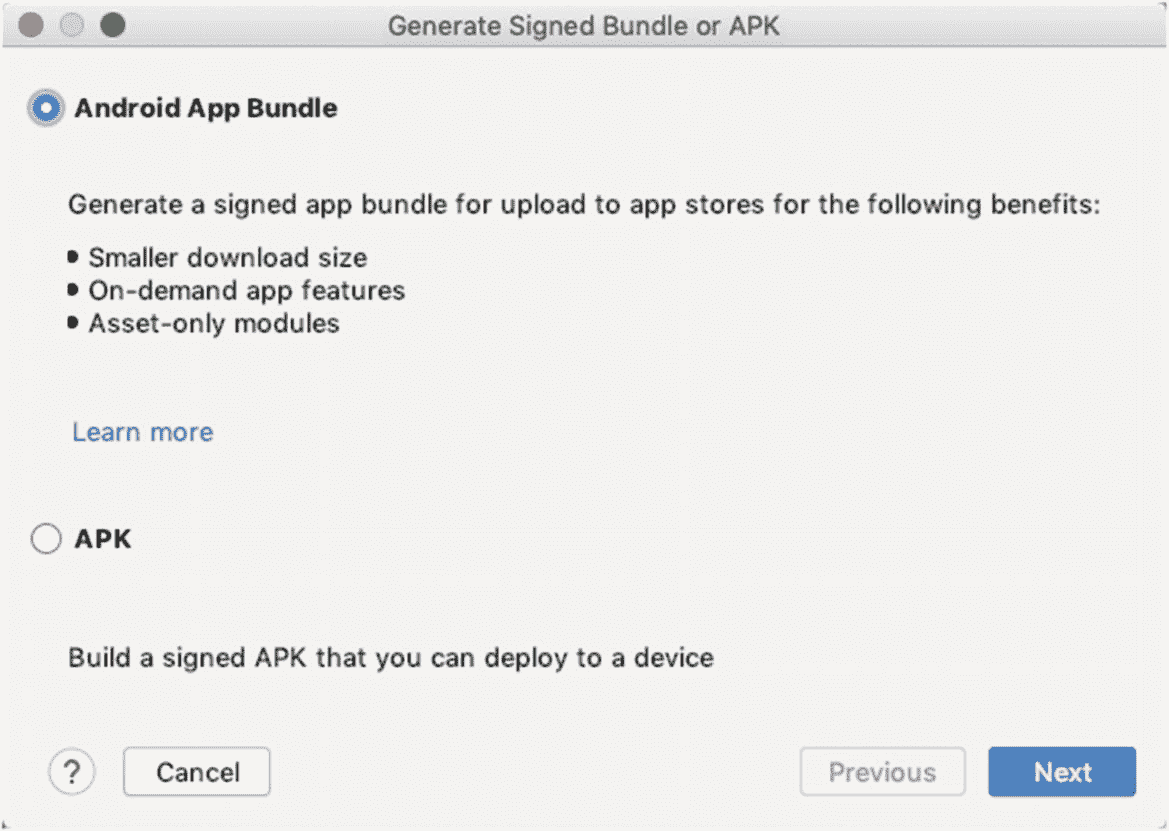 Generate Signed Bundle or APK
Android App Bundle
Generate a signed app bundle for upload to app stores for the following benefits:
• Smaller download size
• On-demand app features
• Asset-only modules
Learn more
APK
Build a signed APK that you can deploy to a device
? Cancel Previous Next